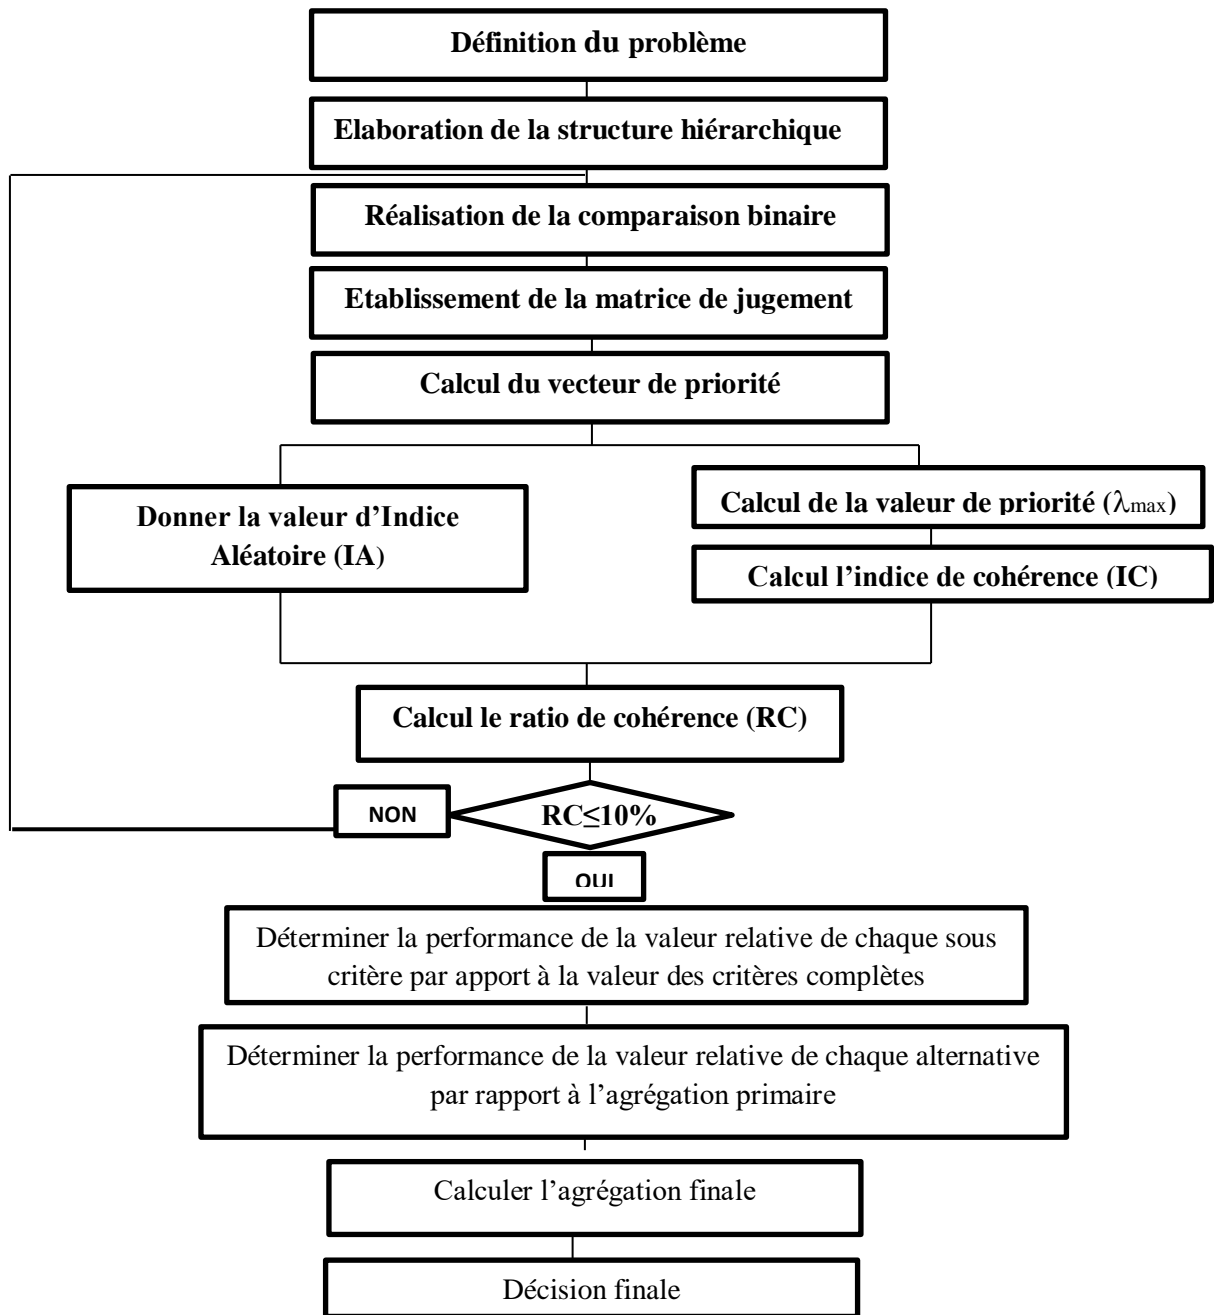 Définition du problème
Elaboration de la structure hiérarchique
Réalisation de la comparaison binaire
Etablissement de la matrice de jugement
Calcul du vecteur de priorité
Donner la valeur d’Indice
Aléatoire (IA)
Calcul de la valeur de priorité (λmax)
Calcul l’indice de cohérence (IC)
Calcul le ratio de cohérence (RC)
NON
RC≤10%
OUI
Déterminer la performance de la valeur relative de chaque sous
critère par apport à la valeur des critères complètes
Déterminer la performance de la valeur relative de chaque alternative
par rapport à l’agrégation primaire
Calculer l’agrégation finale
Décision finale